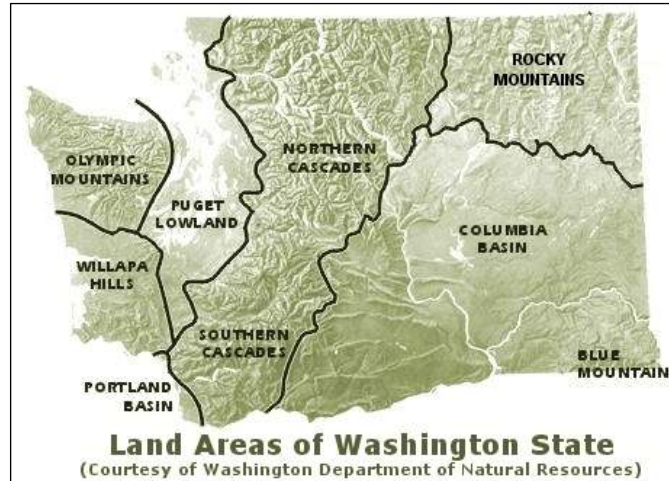 ROCKY
MOUNTAINS
NORTHERN
CASCADES
OLYMPIC
MOUNTAINS
PUGET
LOWLAND
COLUMBIA
BASIN
WILLAPA
HILLS
SOUTHERN
CASCADES
BLUE
MOUNTAIN
PORTLAND
BASIN
Land Areas of Washington State
(Courtesy of Washington Department of Natural Resources)